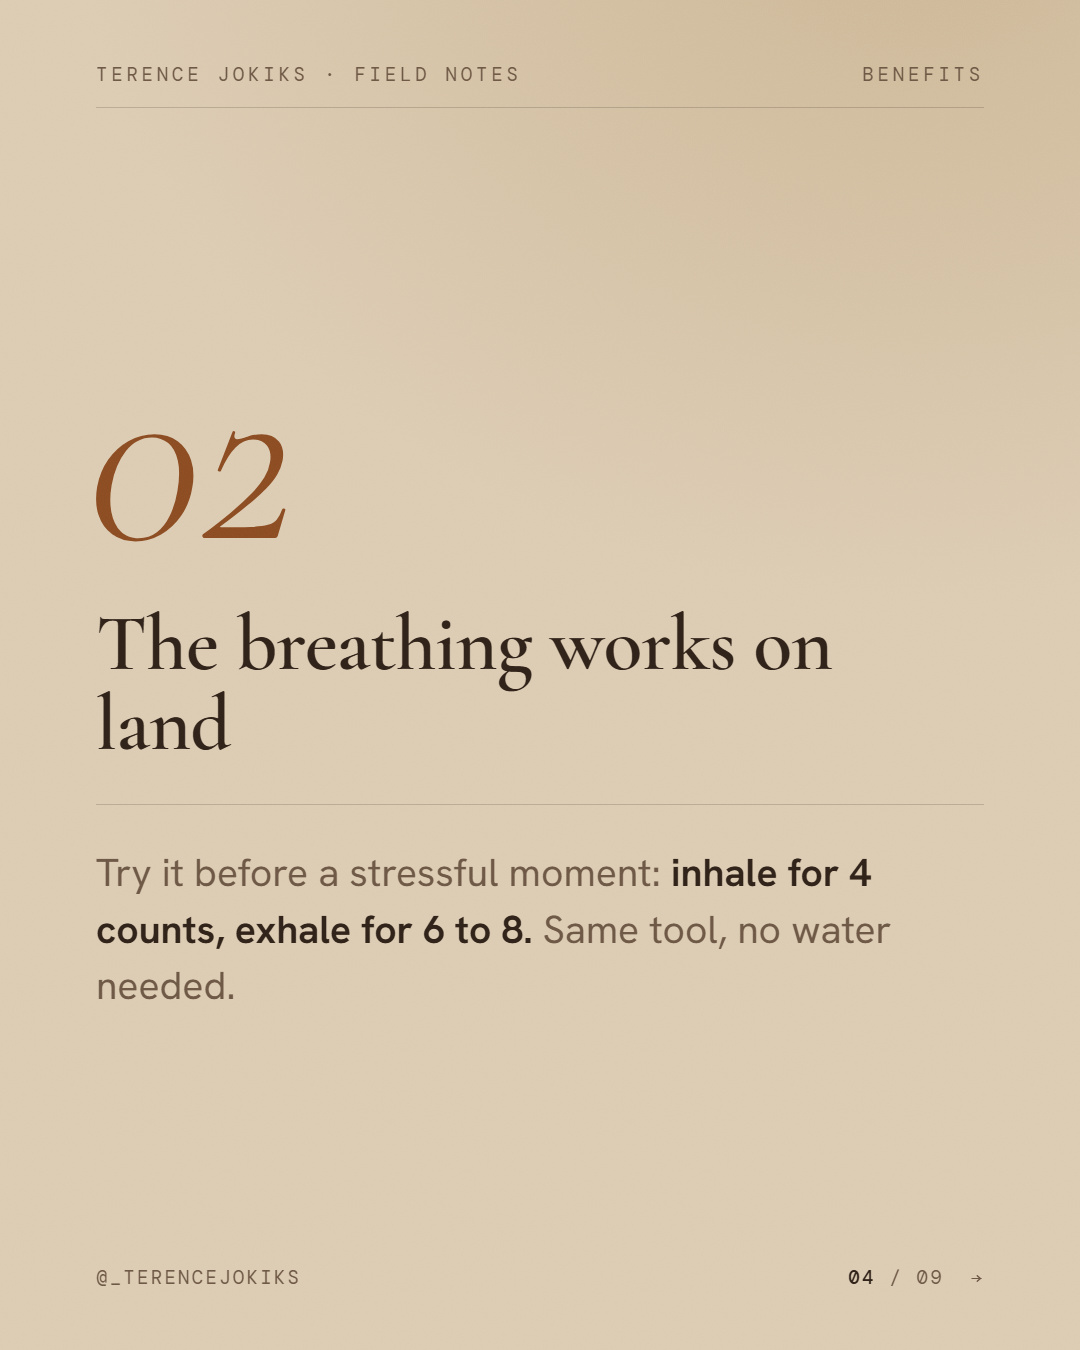 TERENCE JOKIKS · FIELD NOTES
BENEFITS
02
The breathing works on
land
Try it before a stressful moment: inhale for 4
counts, exhale for 6 to 8. Same tool, no water
needed.
@_TERENCEJOKIKS
04 / 09 →